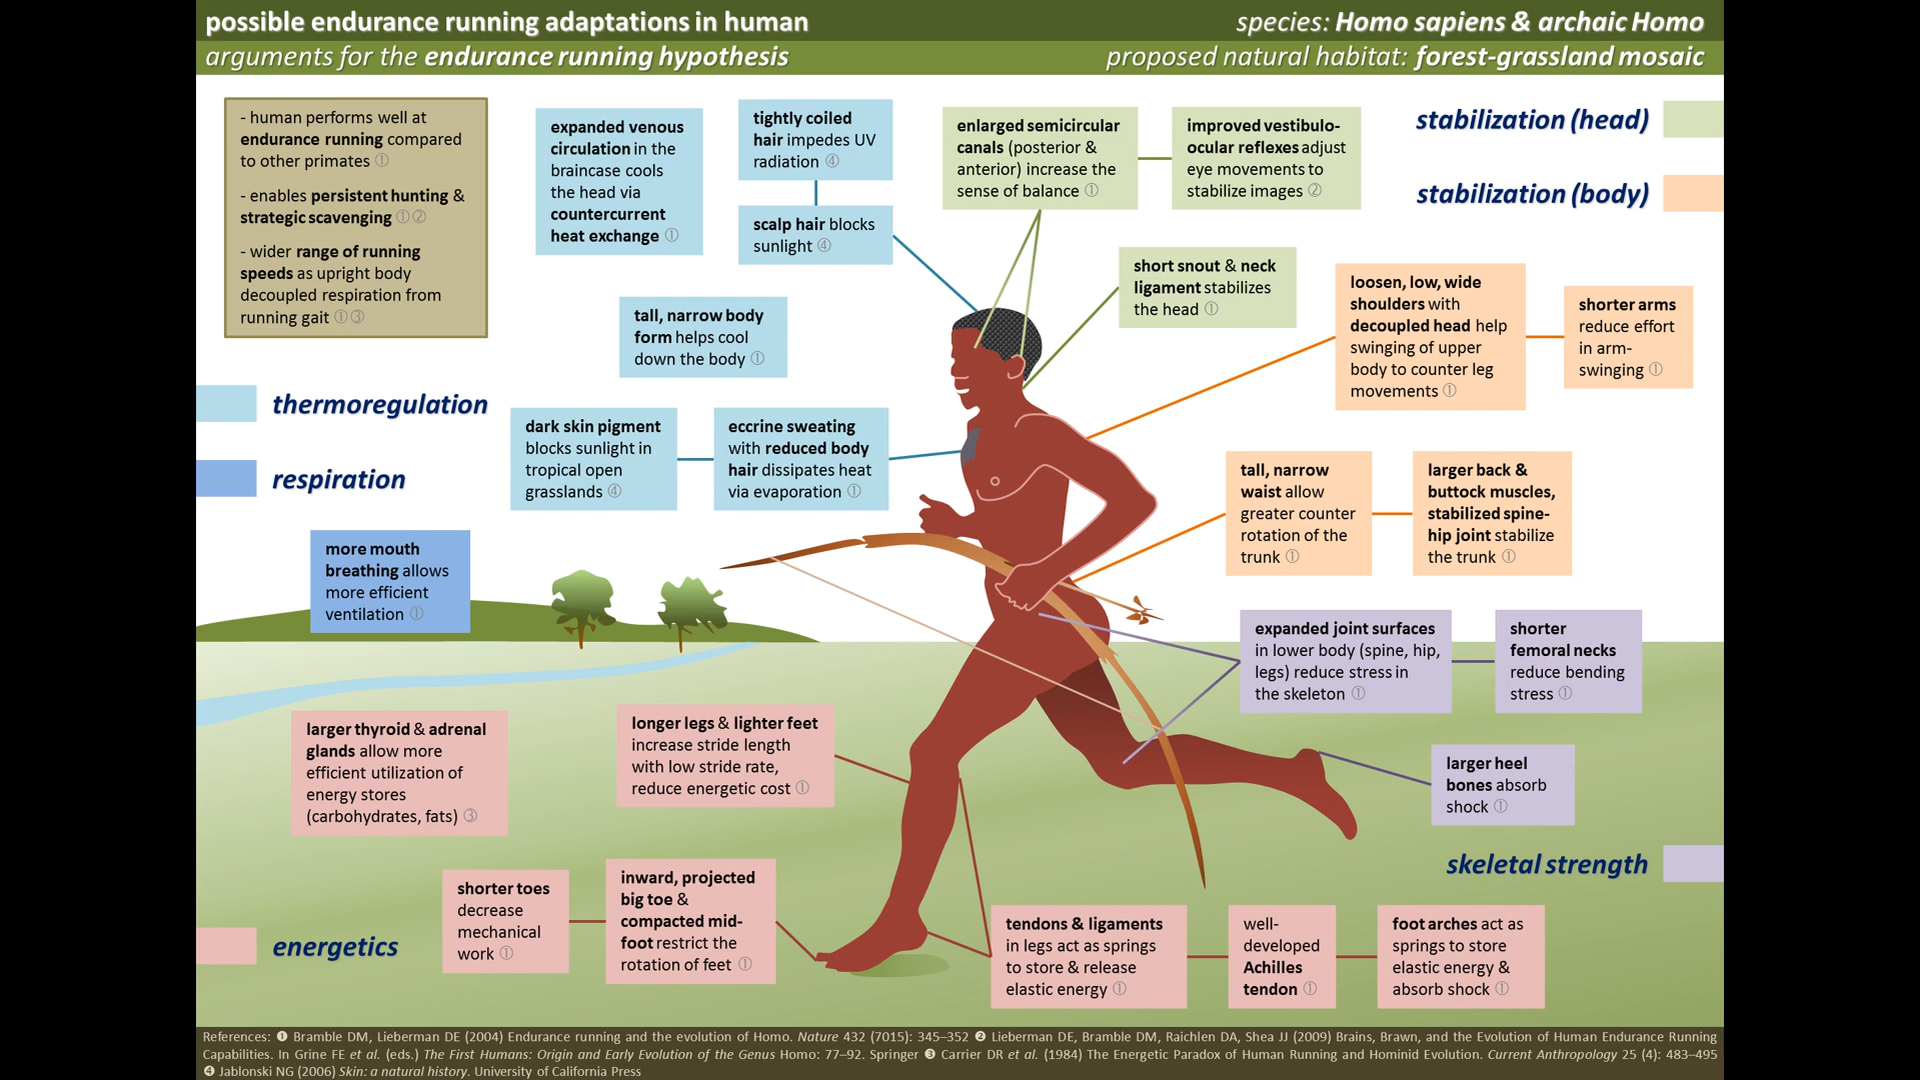 possible endurance running adaptations in human
species: Homo sapiens & archaic Homo
arguments for the endurance running hypothesis
proposed natural habitat: forest-grassland mosaic
- human performs well at
endurance running compared
to other primates ①
- enables persistent hunting &
strategic scavenging ①②
- wider range of running
speeds as upright body
decoupled respiration from
running gait ①③
expanded venous
circulation in the
braincase cools
the head via
countercurrent
heat exchange ①
tightly coiled
hair impedes UV
radiation ④
scalp hair blocks
sunlight ④
enlarged semicircular
canals (posterior &
anterior) increase the
sense of balance ①
improved vestibulo-
ocular reflexes adjust
eye movements to
stabilize images ②
stabilization (head)
stabilization (body)
short snout & neck
ligament stabilizes
the head ①
loosen, low, wide
shoulders with
decoupled head help
swinging of upper
body to counter leg
movements ①
shorter arms
reduce effort
in arm-
swinging ①
tall, narrow body
form helps cool
down the body ①
thermoregulation
dark skin pigment
blocks sunlight in
tropical open
grasslands ④
eccrine sweating
with reduced body
hair dissipates heat
via evaporation ①
respiration
tall, narrow
waist allow
greater counter
rotation of the
trunk ①
larger back &
buttock muscles,
stabilized spine-
hip joint stabilize
the trunk ①
more mouth
breathing allows
more efficient
ventilation ①
expanded joint surfaces
in lower body (spine, hip,
legs) reduce stress in
the skeleton ①
shorter
femoral necks
reduce bending
stress ①
larger thyroid & adrenal
glands allow more
efficient utilization of
energy stores
(carbohydrates, fats) ③
longer legs & lighter feet
increase stride length
with low stride rate,
reduce energetic cost ①
larger heel
bones absorb
shock ①
skeletal strength
energetics
shorter toes
decrease
mechanical
work ①
inward, projected
big toe &
compacted mid-
foot restrict the
rotation of feet ①
tendons & ligaments
in legs act as springs
to store & release
elastic energy ①
well-
developed
Achilles
tendon ①
foot arches act as
springs to store
elastic energy &
absorb shock ①
References: ❶ Bramble DM, Lieberman DE (2004) Endurance running and the evolution of Homo. Nature 432 (7015): 345–352 ❷ Lieberman DE, Bramble DM, Raichlen DA, Shea JJ (2009) Brains, Brawn, and the Evolution of Human Endurance Running
Capabilities. In Grine FE et al. (eds.) The First Humans: Origin and Early Evolution of the Genus Homo: 77–92. Springer ❸ Carrier DR et al. (1984) The Energetic Paradox of Human Running and Hominid Evolution. Current Anthropology 25 (4): 483–495
❹ Jablonski NG (2006) Skin: a natural history. University of California Press